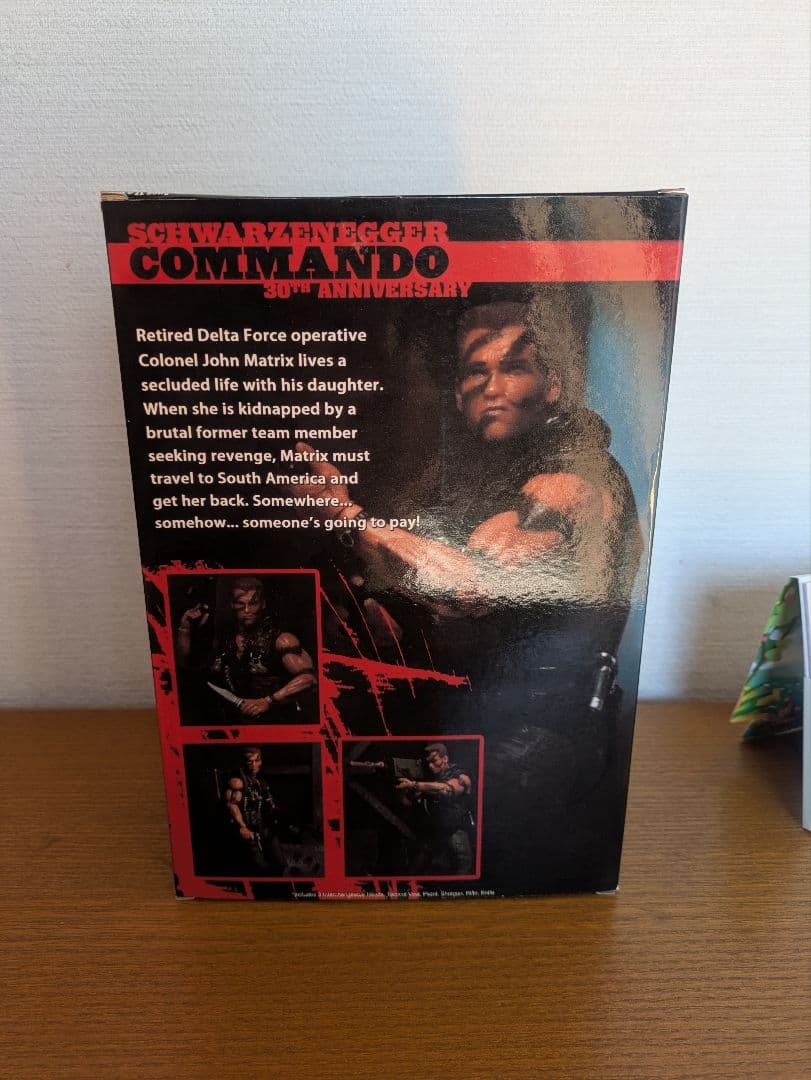 SCHWARZENEGGER
COMMANDO
30TH ANNIVERSARY
Retired Delta Force operative
Colonel John Matrix lives a
secluded life with his daughter.
When she is kidnapped by a
brutal former team member
seeking revenge, Matrix must
travel to South America and
get her back. Somewhere...
somehow... someone's going to pay!